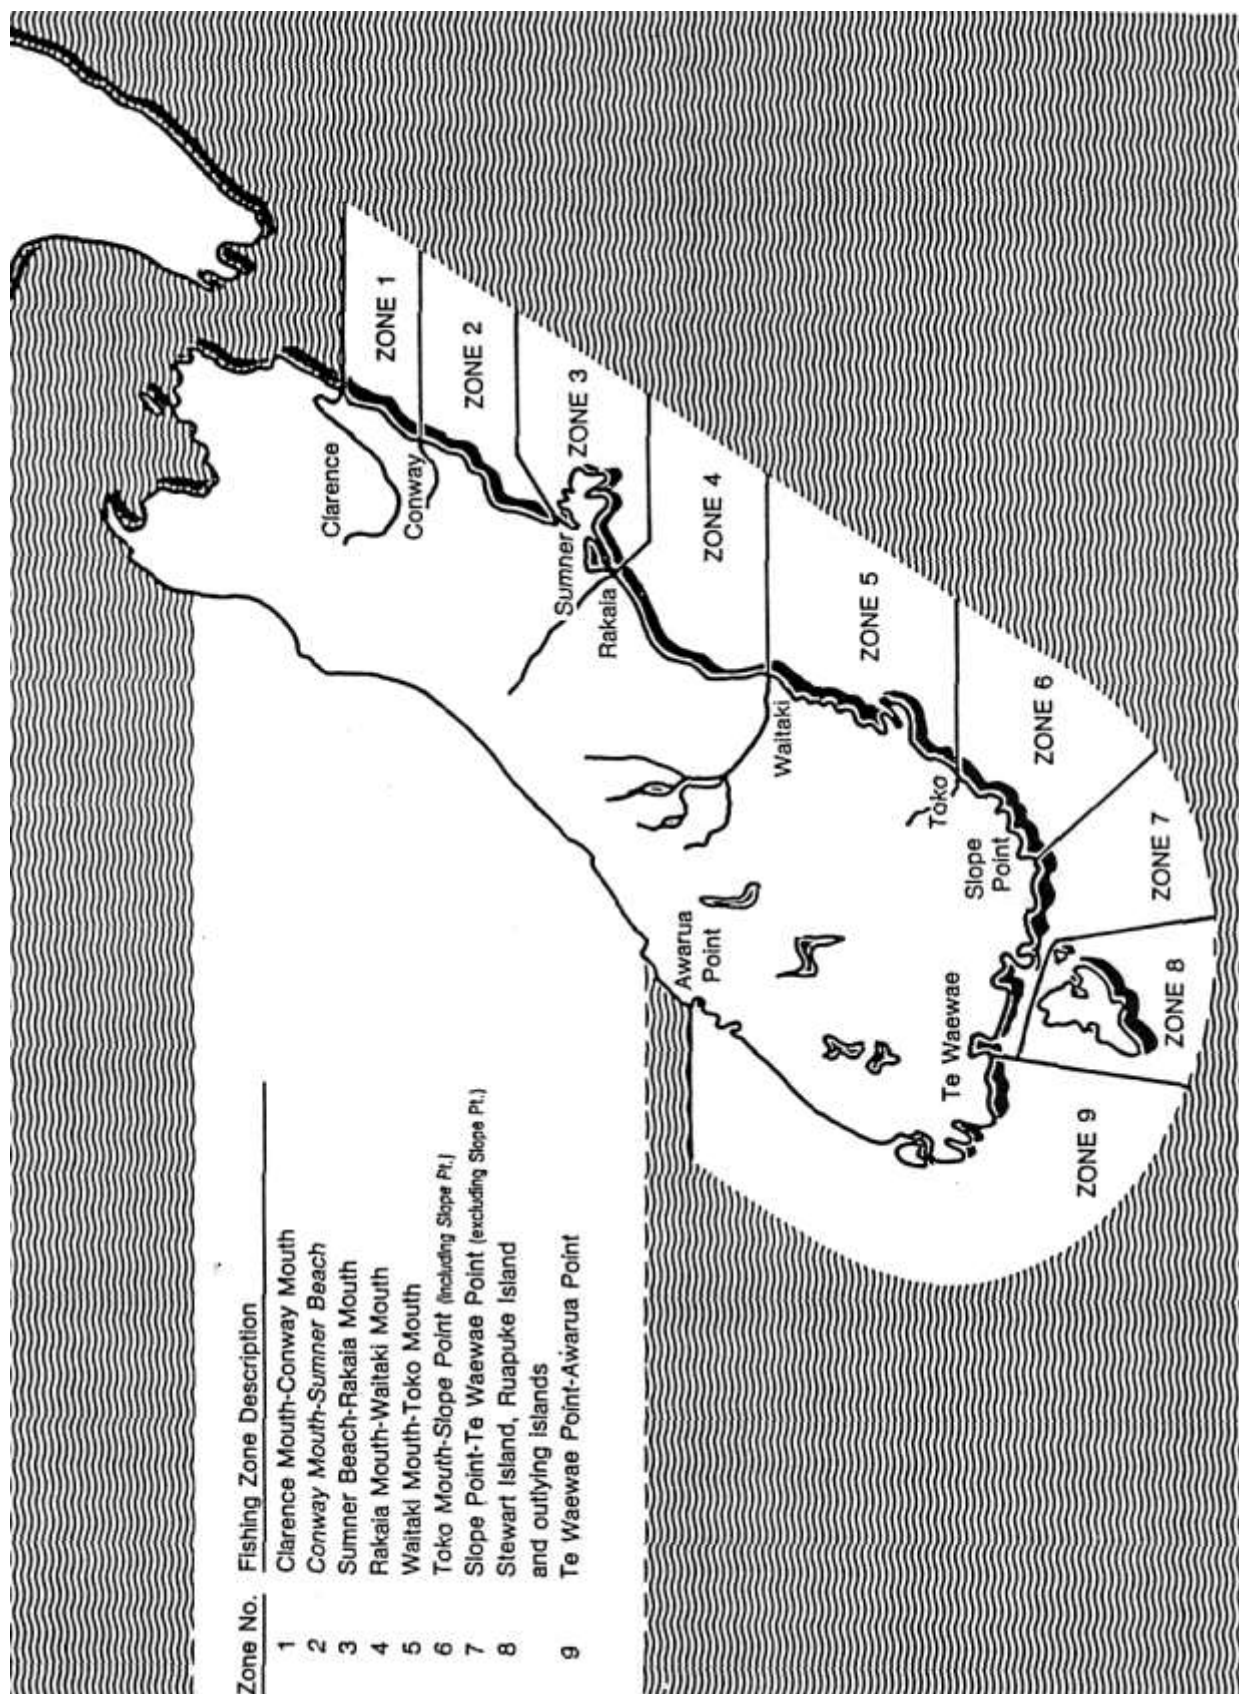 Zone No. Fishing Zone Description
1 Clarence Mouth-Conway Mouth
2 Conway Mouth-Sumner Beach
3 Sumner Beach-Rakaia Mouth
4 Rakaia Mouth-Waitaki Mouth
5 Waitaki Mouth-Toko Mouth
6 Toko Mouth-Slope Point (including Slope Pt.)
7 Slope Point-Te Waewae Point (excluding Slope Pt.)
8 Stewart Island, Ruapuke Island
and outlying islands
9 Te Waewae Point-Awarua Point
Clarence
Conway
Sumner
Rakaia
Waitaki
Toko
Slope
Point
Te Waewae
Awarua
Point
ZONE 1
ZONE 2
ZONE 3
ZONE 4
ZONE 5
ZONE 6
ZONE 7
ZONE 8
ZONE 9